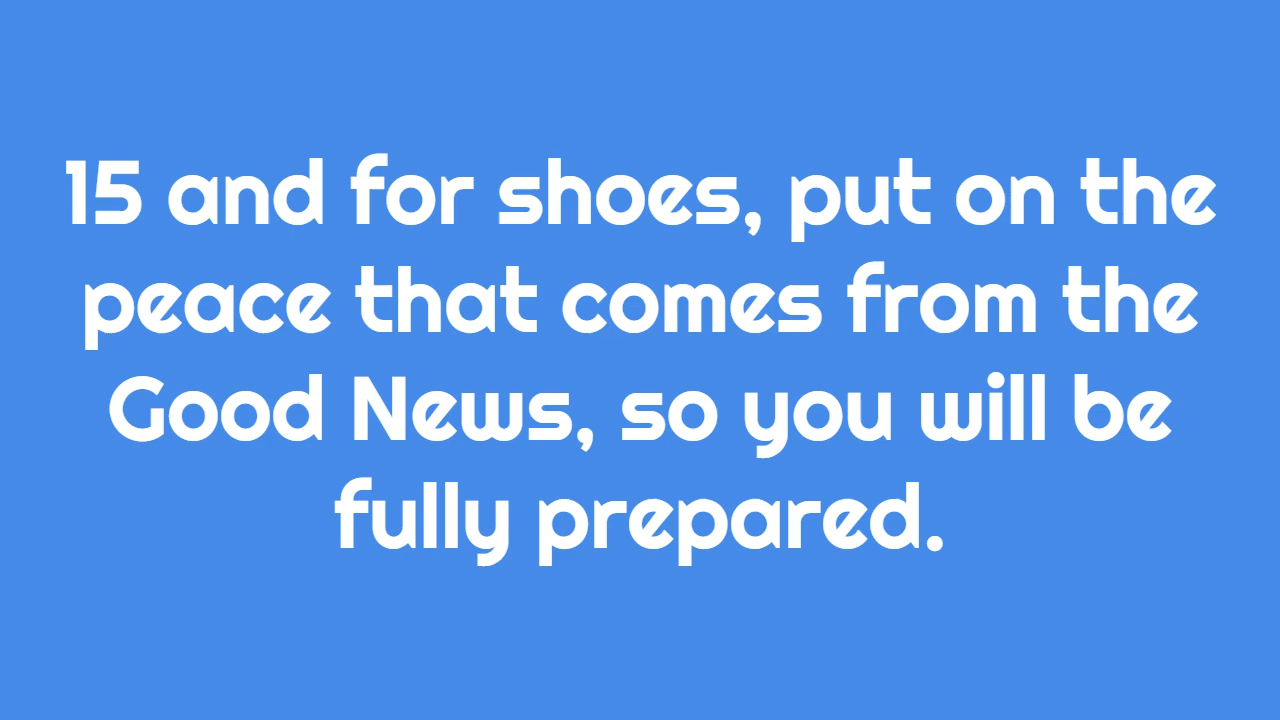 15 and for shoes, put on the
peace that comes from the
Good News, so you will be
fully prepared.